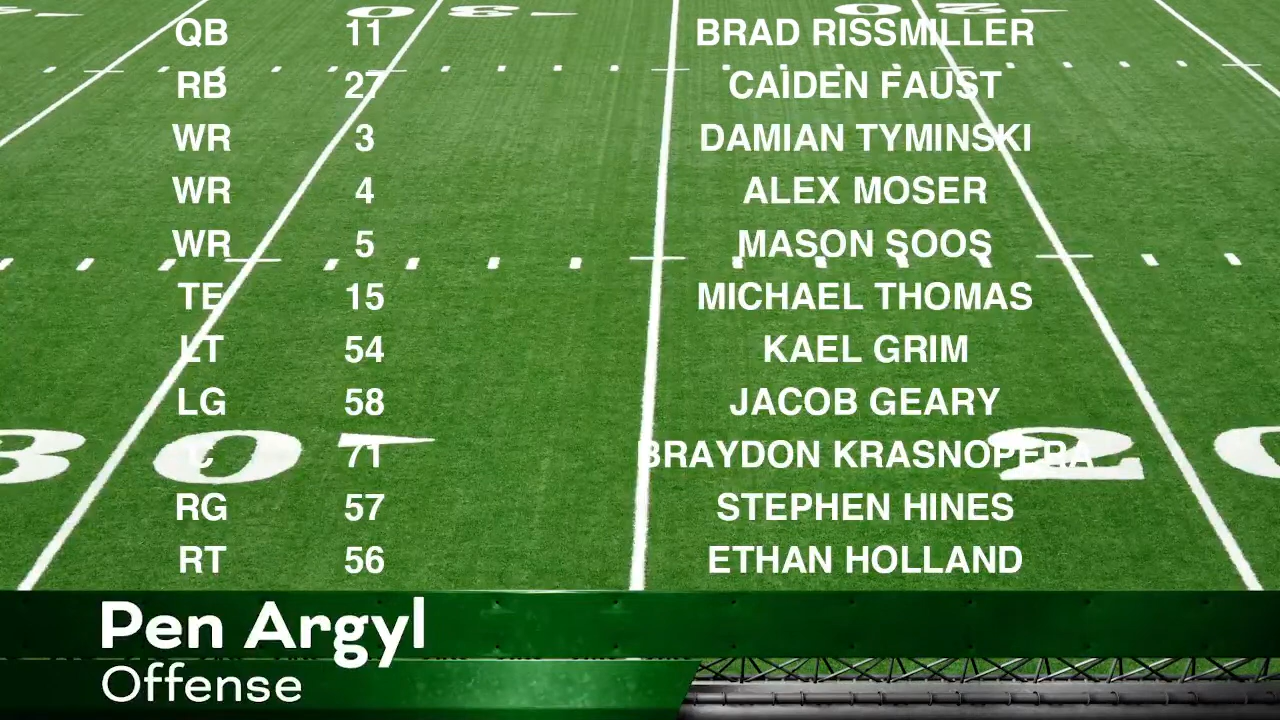 QB 11 BRAD RISSMILLER
RB 27 CAIDEN FAUST
WR 3 DAMIAN TYMINSKI
WR 4 ALEX MOSER
WR 5 MASON SOOS
TE 15 MICHAEL THOMAS
LT 54 KAEL GRIM
LG 58 JACOB GEARY
C 71 BRAYDON KRASNOPERA
RG 57 STEPHEN HINES
RT 56 ETHAN HOLLAND
30 20
Pen Argyl
Offense